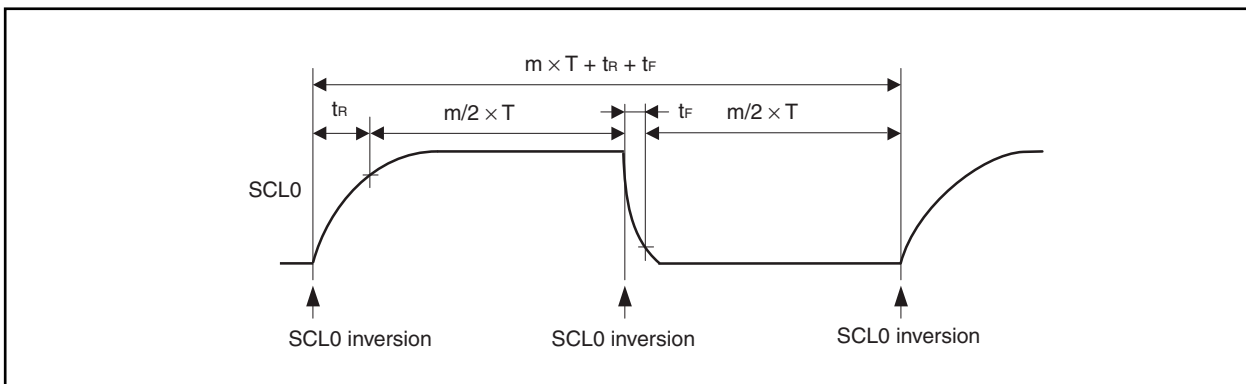 m × T + tR + tF
tR
m/2 × T
tF
m/2 × T
SCL0
SCL0 inversion
SCL0 inversion
SCL0 inversion